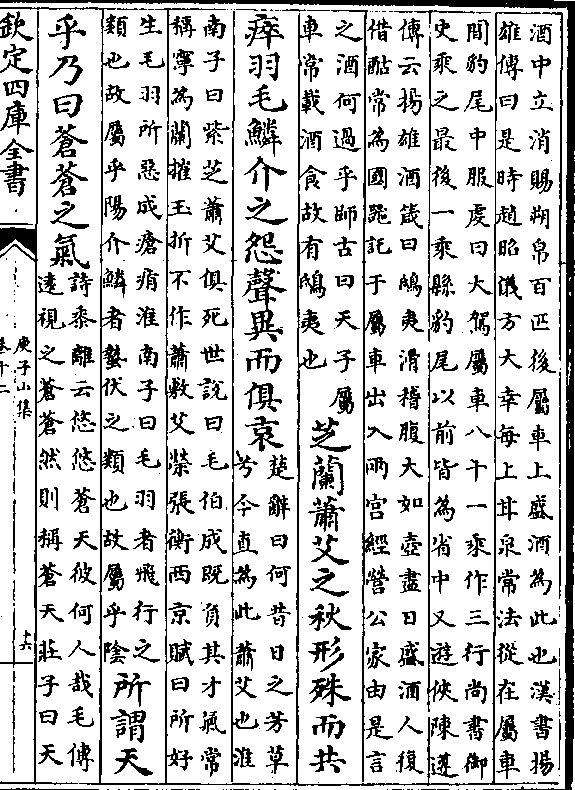 酒中立消賜朔帛百匹後屬車上盛酒為此也漢書揚
雄傳曰是時趙昭儀方大幸每上甘泉常法從在屬車
間豹尾中服虔曰大駕屬車八十一乘作三行尚書御
史乘之最後一乘縣豹尾以前皆為省中又遊俠陳遵
傳云揚雄酒箴曰鴟夷滑稽腹大如壺盡日盛酒人復
借酤常為國噐託于屬車出入兩宫經營公家由是言
之酒何過乎師古曰天子屬
車常載酒食故有鴟夷也
芝蘭蕭艾之秋形殊而共
瘁羽毛鱗介之怨聲異而俱哀
楚辭曰何昔日之芳草
兮今直為此蕭艾也淮
南子曰紫芝蕭艾俱死世說曰毛伯成既負其才氣常
稱寧為蘭摧玉折不作蕭敷艾榮張衡西京賦曰所好
生毛羽所惡成瘡痏淮南子曰毛羽者飛行之
類也故屬乎陽介鱗者蟄伏之類也故屬乎陰
所謂天
乎乃曰蒼蒼之氣
詩黍離云悠悠蒼天彼何人哉毛傳
逺視之蒼蒼然則稱蒼天莊子曰天
欽定四庫全書
庾子山集
卷十二
十六